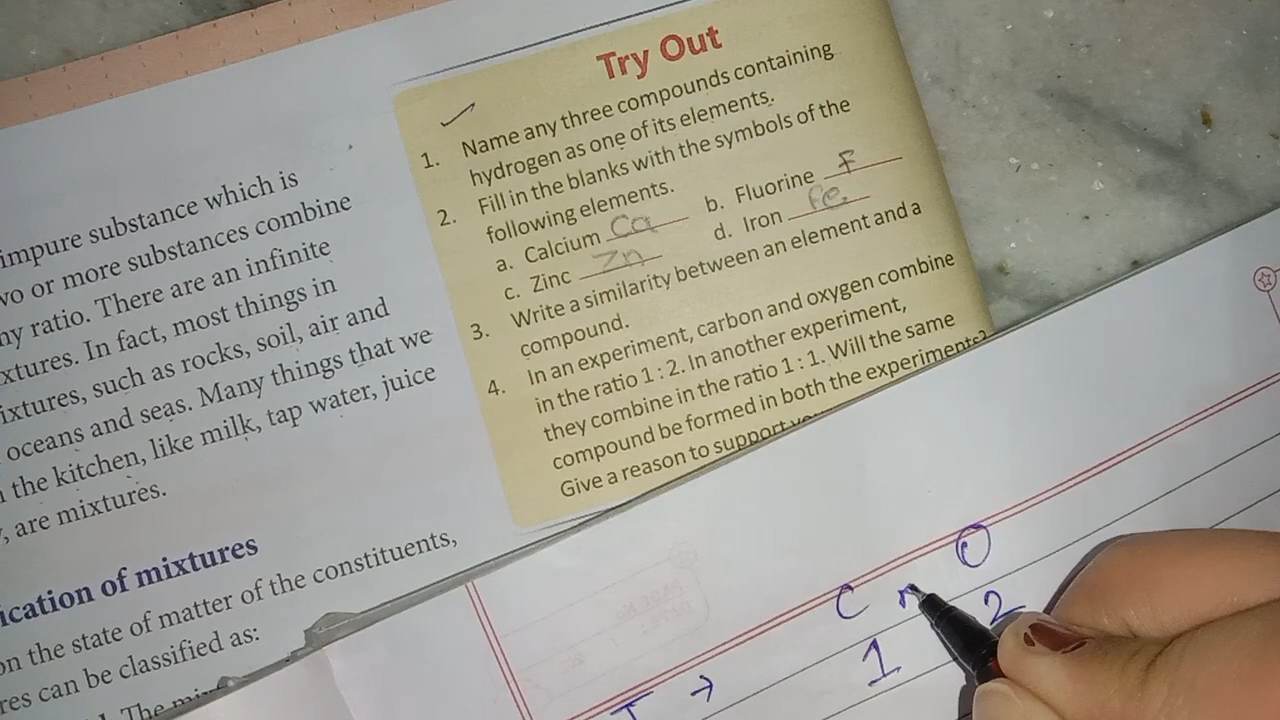 impure substance which is
wo or more substances combine
ny ratio. There are an infinite
xtures. In fact, most things in
ixtures, such as rocks, soil, air and
oceans and seas. Many things that we
the kitchen, like milk, tap water, juice
, are mixtures.
ication of mixtures
on the state of matter of the constituents,
res can be classified as:
The mi
Try Out
1. Name any three compounds containing
hydrogen as one of its elements.
2. Fill in the blanks with the symbols of the
following elements.
a. Calcium Ca b. Fluorine F
c. Zinc Zn d. Iron Fe
3. Write a similarity between an element and a
compound.
4. In an experiment, carbon and oxygen combine
in the ratio 1 : 2. In another experiment,
they combine in the ratio 1 : 1. Will the same
compound be formed in both the experiments?
Give a reason to support
C O
I → 1 2